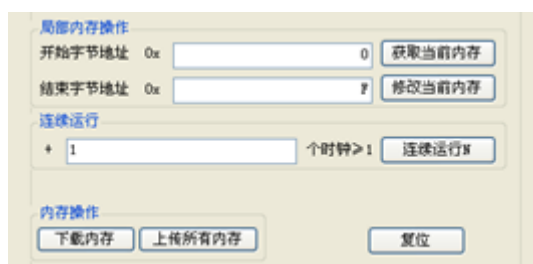 局部内存操作
开始字节地址 0x 0 获取当前内存
结束字节地址 0x F 修改当前内存
连续运行
+ 1 个时钟≥1 连续运行N
内存操作
下载内存 上传所有内存 复位